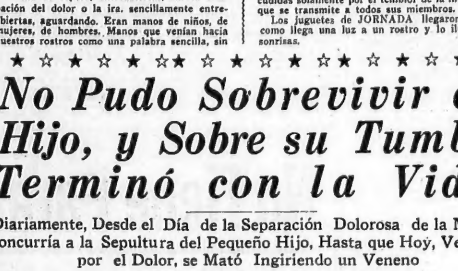 ación del dolor o la ira. sencillamente entre-
biertas, aguardando. Eran manos de niños, de
mujeres, de hombres. Manos que venían hacia
uestros rostros como una palabra sencilla, sin
que se transmite a todos sus miembros.
Los juguetes de JORNADA llegaron
como llega una luz a un rostro y lo il
sonrisas.
No Pudo Sobrevivir
Hijo, y Sobre su Tumb
Terminó con la Vid
Diariamente, Desde el Día de la Separación Dolorosa de la M
oncurría a la Sepultura del Pequeño Hijo, Hasta que Hoy, Ve
por el Dolor, se Mató Ingiriendo un Veneno